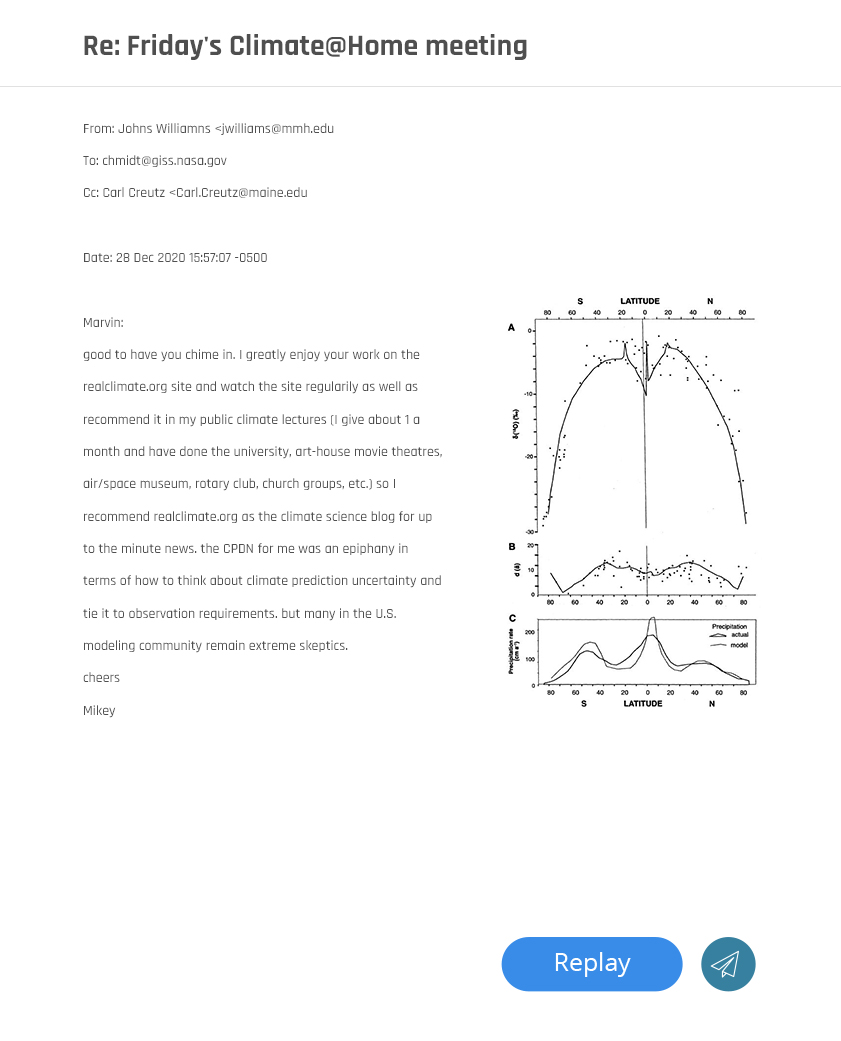 Re: Friday's Climate@Home meeting
From: Johns Williamns <jwilliams@mmh.edu
To: chmidt@giss.nasa.gov
Cc: Carl Creutz <Carl.Creutz@maine.edu
Date: 28 Dec 2020 15:57:07 -0500
Marvin:
good to have you chime in. I greatly enjoy your work on the
realclimate.org site and watch the site regularily as well as
recommend it in my public climate lectures (I give about 1 a
month and have done the university, art-house movie theatres,
air/space museum, rotary club, church groups, etc.) so I
recommend realclimate.org as the climate science blog for up
to the minute news. the CPDN for me was an epiphany in
terms of how to think about climate prediction uncertainty and
tie it to observation requirements. but many in the U.S.
modeling community remain extreme skeptics.
cheers
Mikey
S LATITUDE N
80 60 40 20 0 20 40 60 80
A
0
-10
-20
-30
δ(¹⁸O) (‰)
B
20
10
0
d (‰)
80 60 40 20 0 20 40 60 80
C
200
100
0
Precipitation rate
(cm a⁻¹)
Precipitation
actual
model
80 60 40 20 0 20 40 60 80
S LATITUDE N
Replay